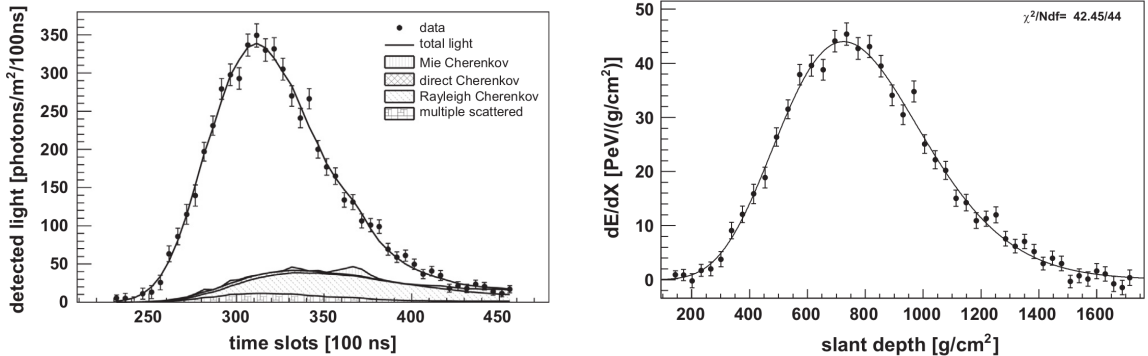 detected light [photons/m²/100ns]
350
300
250
200
150
100
50
0
250
300
350
400
450
time slots [100 ns]
data
total light
Mie Cherenkov
direct Cherenkov
Rayleigh Cherenkov
multiple scattered
dE/dX [PeV/(g/cm²)]
50
40
30
20
10
0
200
400
600
800
1000
1200
1400
1600
slant depth [g/cm²]
χ²/Ndf= 42.45/44